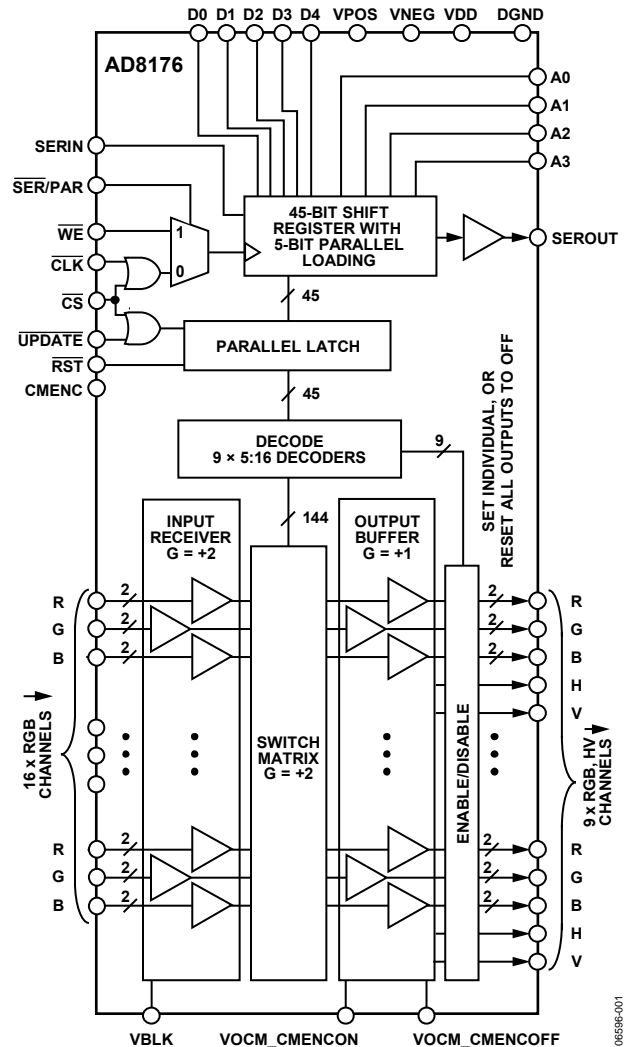 D0 D1 D2 D3 D4 VPOS VNEG VDD DGND
AD8176
A0
A1
A2
A3
SERIN
SER/PAR
WE
CLK
CS
UPDATE
RST
CMENC
1
0
45-BIT SHIFT
REGISTER WITH
5-BIT PARALLEL
LOADING
SEROUT
45
PARALLEL LATCH
45
DECODE
9 × 5:16 DECODERS
9
SET INDIVIDUAL, OR
RESET ALL OUTPUTS TO OFF
144
INPUT
RECEIVER
G = +2
OUTPUT
BUFFER
G = +1
SWITCH
MATRIX
G = +2
ENABLE/DISABLE
R 2 2 R
G 2 2 G
B 2 2 B
H
V
16 x RGB
CHANNELS
9 x RGB, HV
CHANNELS
R 2 2 R
G 2 2 G
B 2 2 B
H
V
VBLK VOCM_CMENCON VOCM_CMENCOFF
06596-001